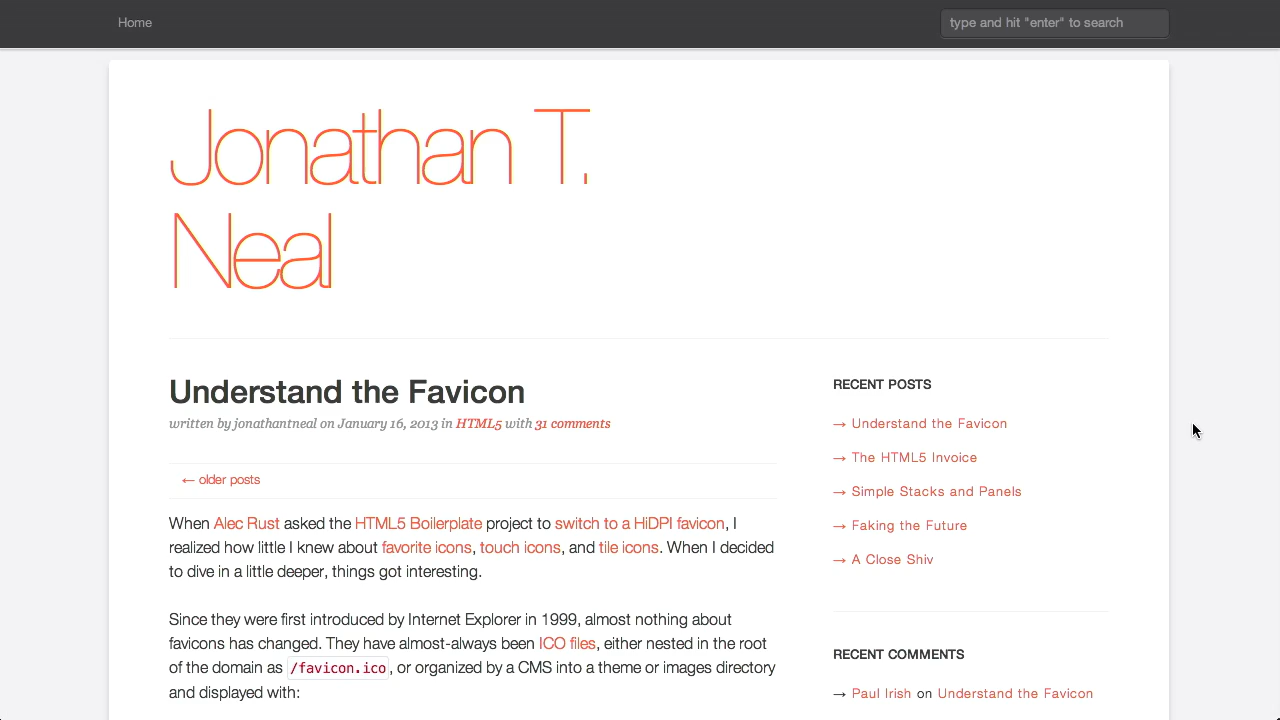 Home
type and hit "enter" to search
Jonathan T.
Neal
Understand the Favicon
written by jonathantneal on January 16, 2013 in HTML5 with 31 comments
← older posts
When Alec Rust asked the HTML5 Boilerplate project to switch to a HiDPI favicon, I
realized how little I knew about favorite icons, touch icons, and tile icons. When I decided
to dive in a little deeper, things got interesting.
Since they were first introduced by Internet Explorer in 1999, almost nothing about
favicons has changed. They have almost-always been ICO files, either nested in the root
of the domain as /favicon.ico, or organized by a CMS into a theme or images directory
and displayed with:
RECENT POSTS
→ Understand the Favicon
→ The HTML5 Invoice
→ Simple Stacks and Panels
→ Faking the Future
→ A Close Shiv
RECENT COMMENTS
→ Paul Irish on Understand the Favicon